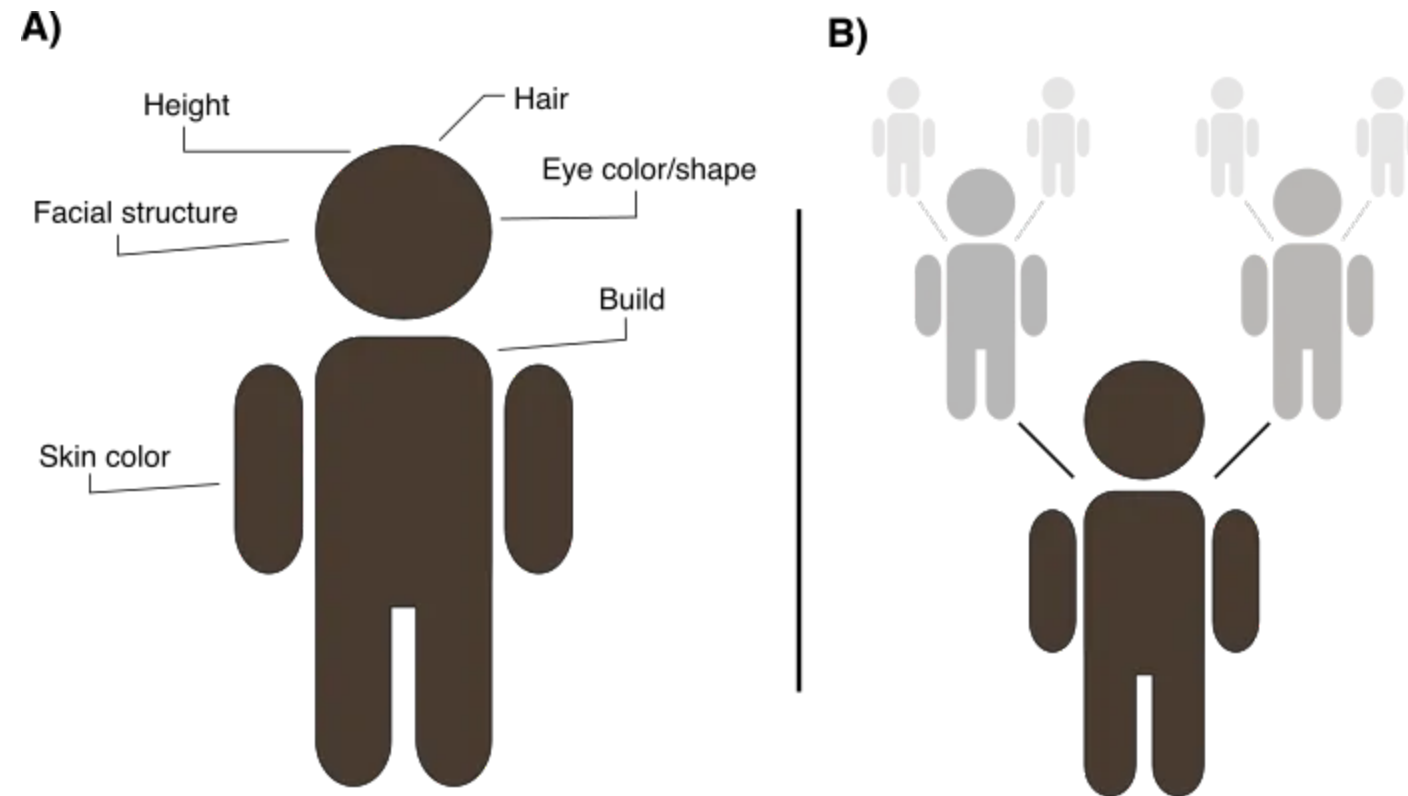 A)
Height
Hair
Eye color/shape
Facial structure
Build
Skin color
B)